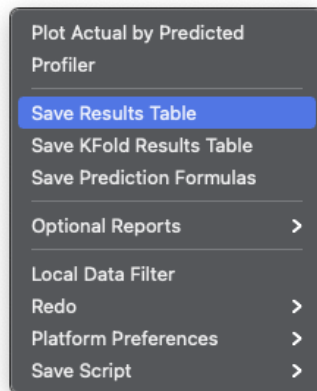 Plot Actual by Predicted
Profiler
Save Results Table
Save KFold Results Table
Save Prediction Formulas
Optional Reports
Local Data Filter
Redo
Platform Preferences
Save Script